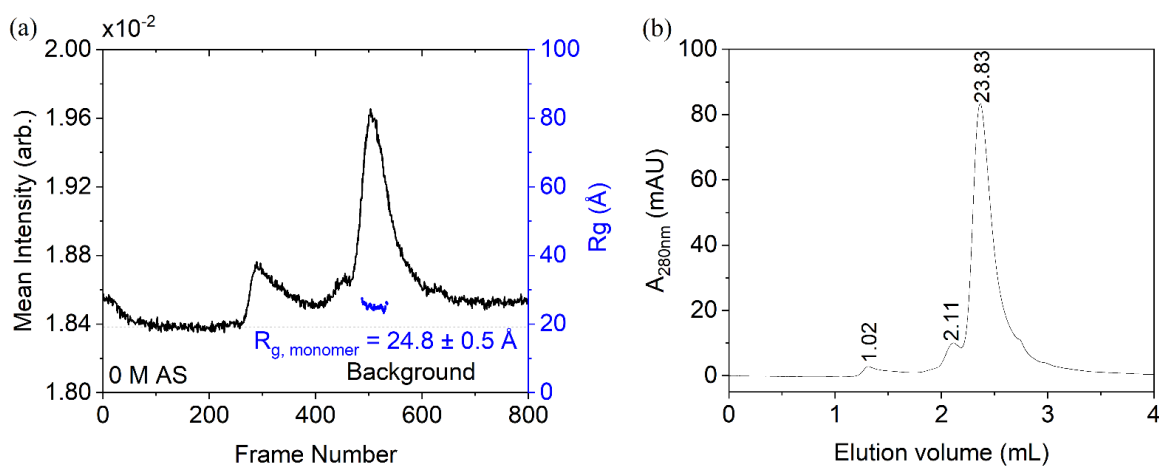 (a)
x10⁻²
2.00
1.96
1.92
1.88
1.84
1.80
Mean Intensity (arb.)
100
80
60
40
20
0
Rg (Å)
R_g, monomer = 24.8 ± 0.5 Å
0 M AS
Background
0 200 400 600 800
Frame Number
(b)
100
80
60
40
20
0
A_280nm (mAU)
1.02
2.11
23.83
0 1 2 3 4
Elution volume (mL)